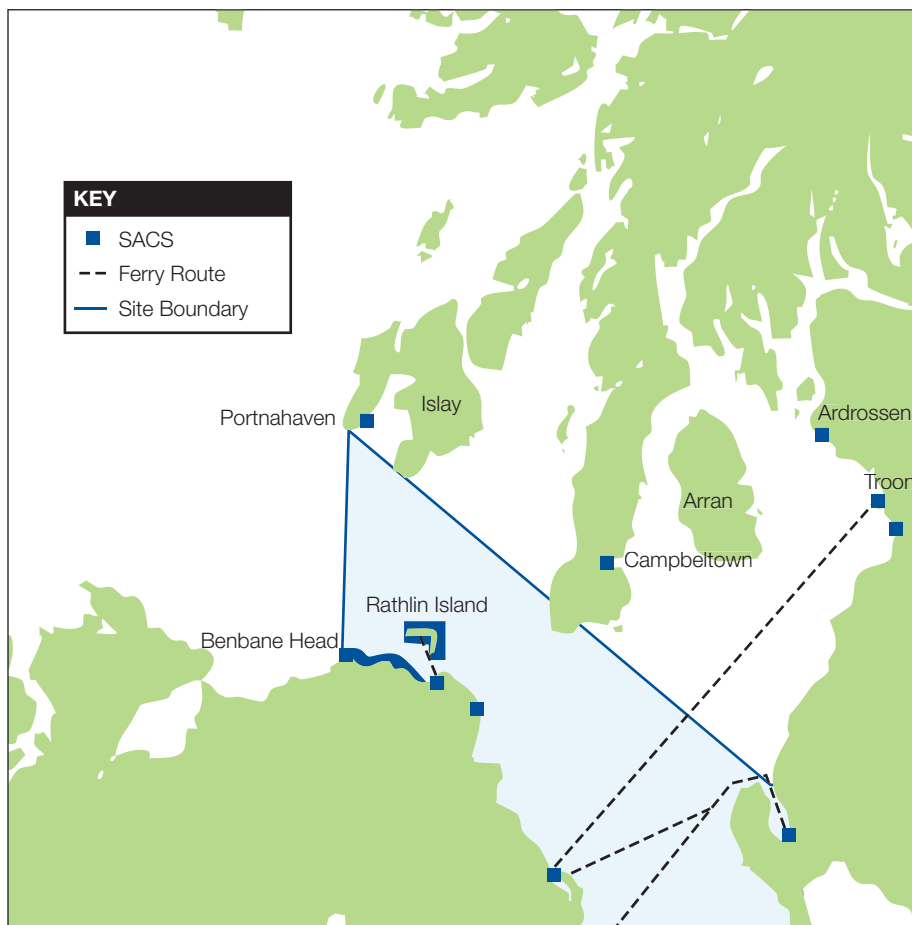 KEY
SACS
Ferry Route
Site Boundary
Portnahaven
Islay
Ardrossen
Troon
Arran
Campbeltown
Rathlin Island
Benbane Head